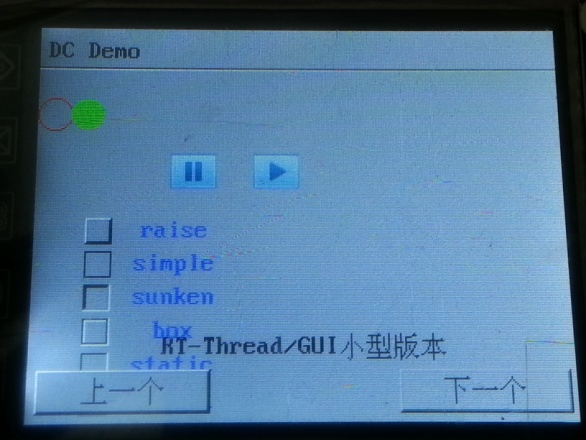 DC Demo
raise
simple
sunken
box
RT-Thread/GUI小型版本
static
上一个
下一个